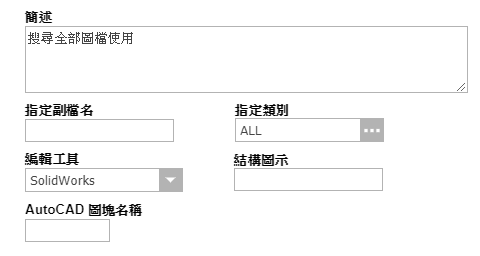 簡述
搜尋全部圖檔使用
指定副檔名 指定類別
ALL
編輯工具 結構圖示
SolidWorks
AutoCAD 圖塊名稱